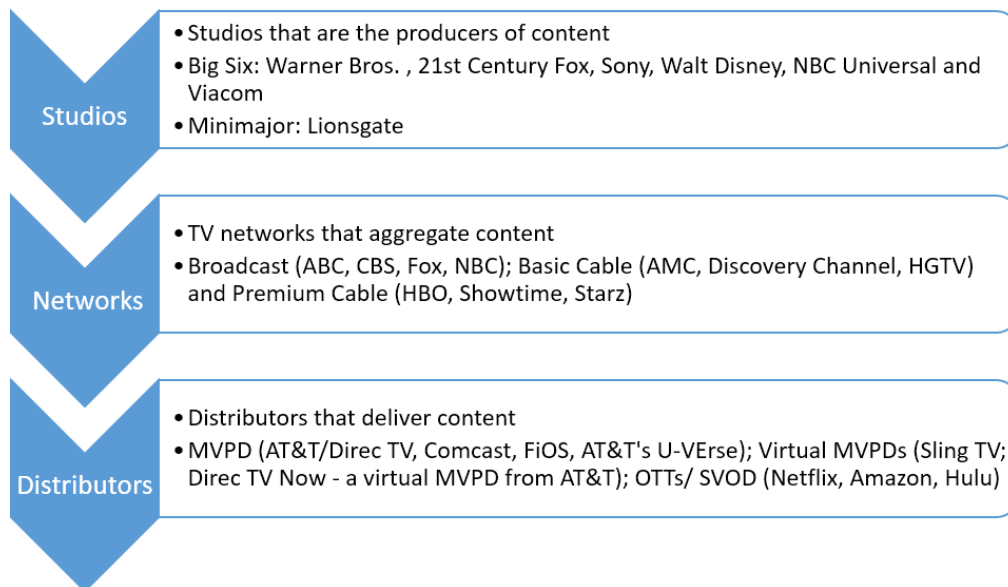 Studios
• Studios that are the producers of content
• Big Six: Warner Bros. , 21st Century Fox, Sony, Walt Disney, NBC Universal and
Viacom
• Minimajor: Lionsgate
Networks
• TV networks that aggregate content
• Broadcast (ABC, CBS, Fox, NBC); Basic Cable (AMC, Discovery Channel, HGTV)
and Premium Cable (HBO, Showtime, Starz)
Distributors
• Distributors that deliver content
• MVPD (AT&T/Direc TV, Comcast, FiOS, AT&T's U-VErse); Virtual MVPDs (Sling TV;
Direc TV Now - a virtual MVPD from AT&T); OTTs/ SVOD (Netflix, Amazon, Hulu)